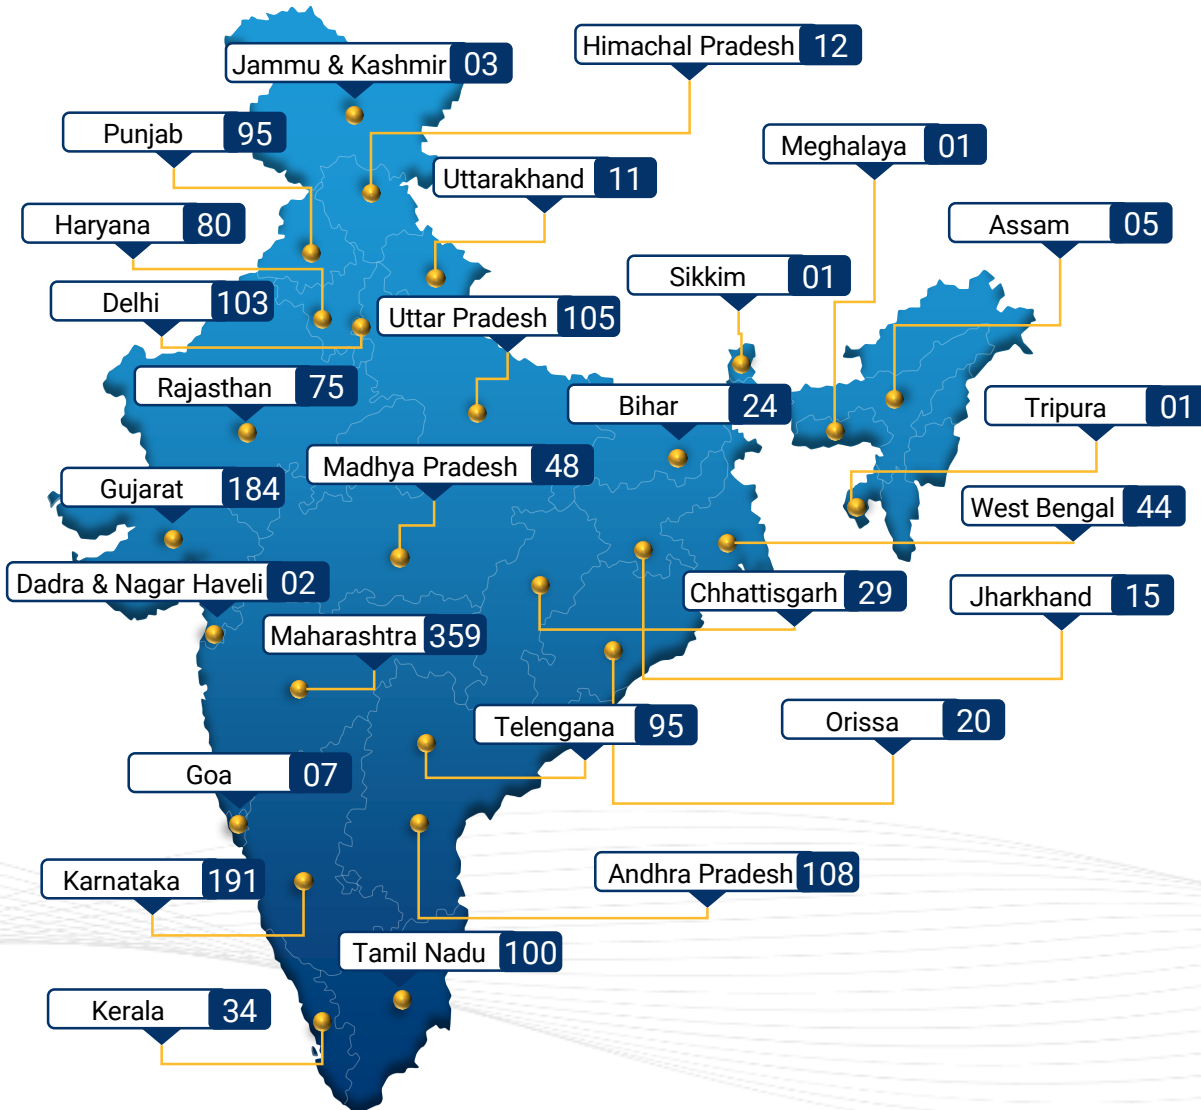 Himachal Pradesh 12
Jammu & Kashmir 03
Punjab 95
Meghalaya 01
Uttarakhand 11
Haryana 80
Assam 05
Sikkim 01
Delhi 103
Uttar Pradesh 105
Rajasthan 75
Bihar 24
Tripura 01
Madhya Pradesh 48
Gujarat 184
West Bengal 44
Dadra & Nagar Haveli 02
Chhattisgarh 29
Jharkhand 15
Maharashtra 359
Telengana 95
Orissa 20
Goa 07
Karnataka 191
Andhra Pradesh 108
Tamil Nadu 100
Kerala 34